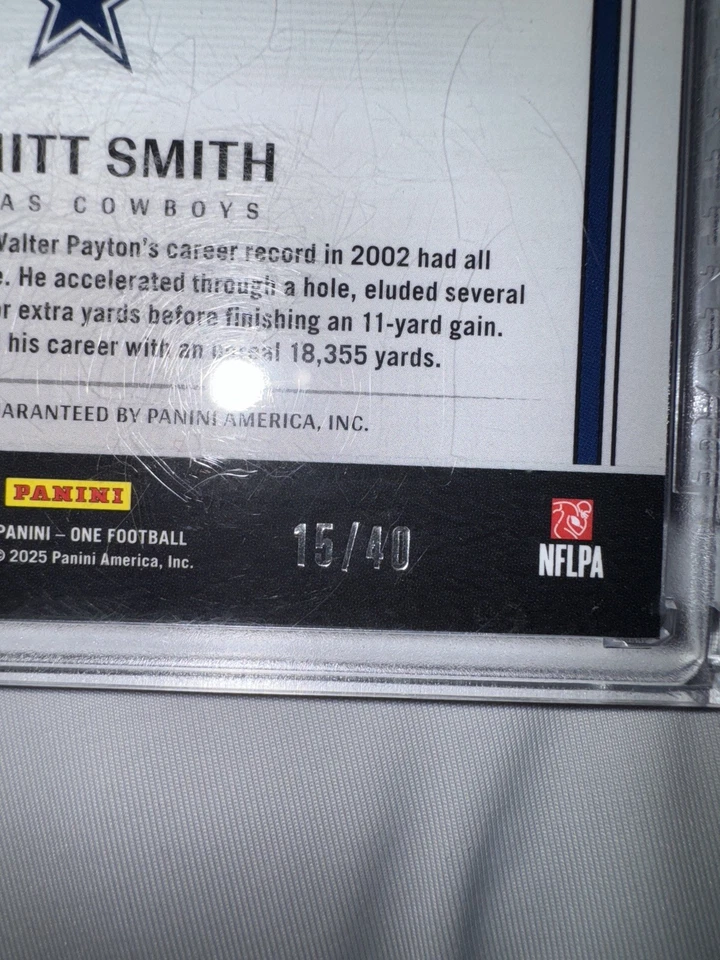 ITT SMITH
AS COWBOYS
Walter Payton's career record in 2002 had all
e. He accelerated through a hole, eluded several
r extra yards before finishing an 11-yard gain.
his career with an unreal 18,355 yards.
ARANTEED BY PANINI AMERICA, INC.
PANINI
PANINI – ONE FOOTBALL
© 2025 Panini America, Inc.
15/40
NFLPA